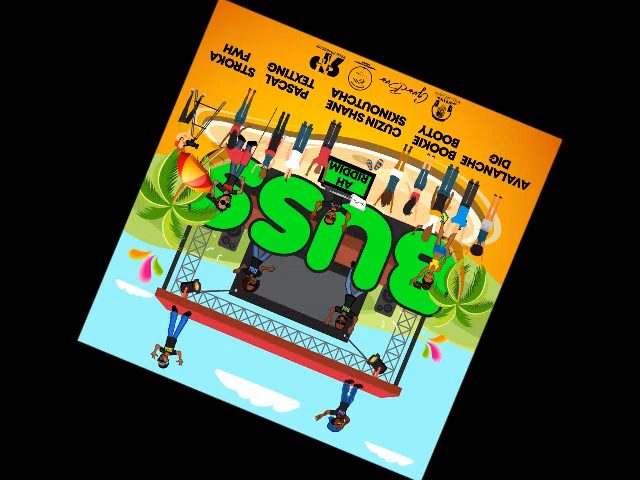 BUSS
AH
RIDDIM
AVALANCHE
DIG
BOOKIE
BOOTY
CUZIN SHANE
SKINOUTCHA
PASCAL
TEXTING
STROKA
FWH